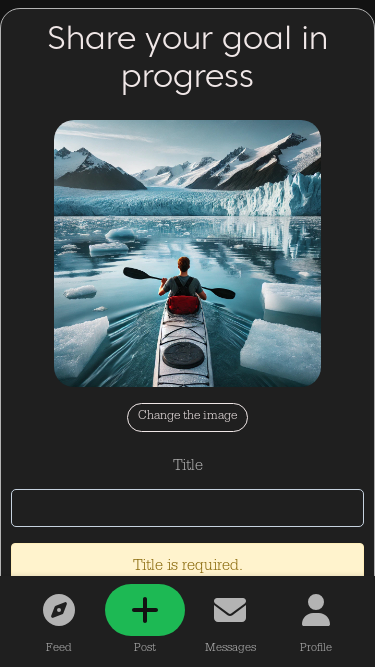 Share your goal in
progress
Change the image
Title
Title is required.
Feed
Post
Messages
Profile